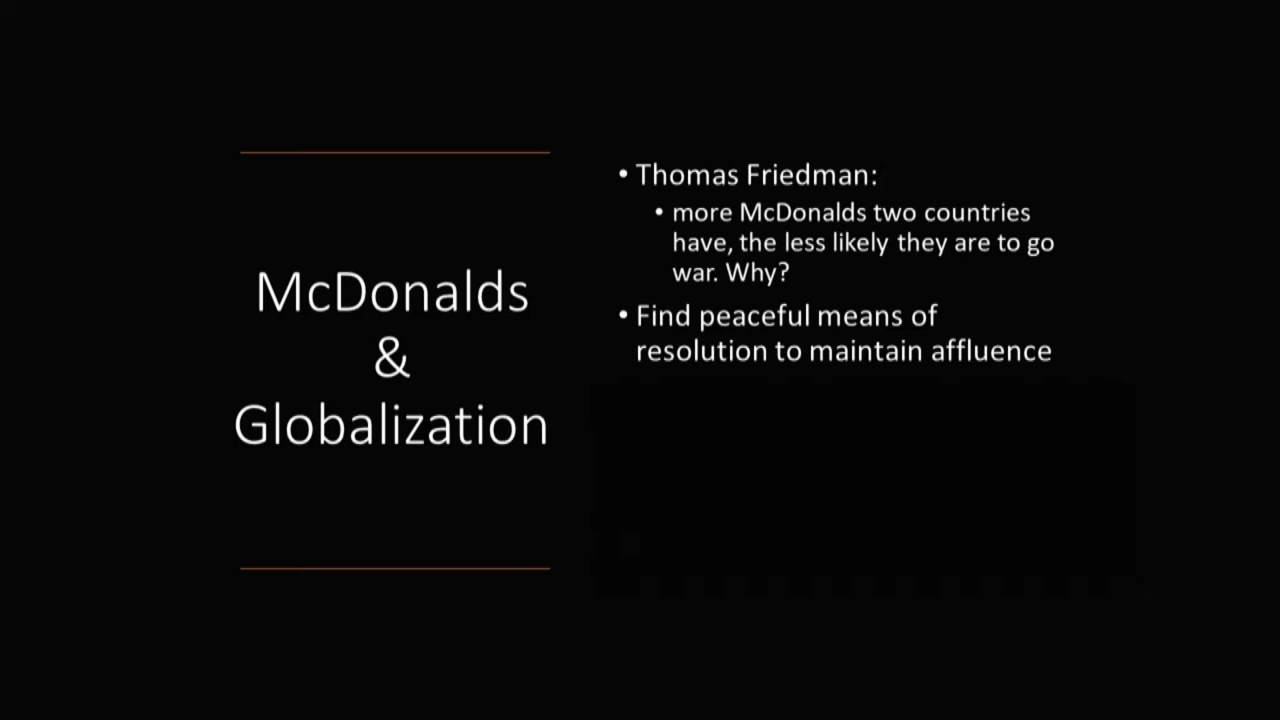 McDonalds
&
Globalization
• Thomas Friedman:
• more McDonalds two countries
have, the less likely they are to go
war. Why?
• Find peaceful means of
resolution to maintain affluence